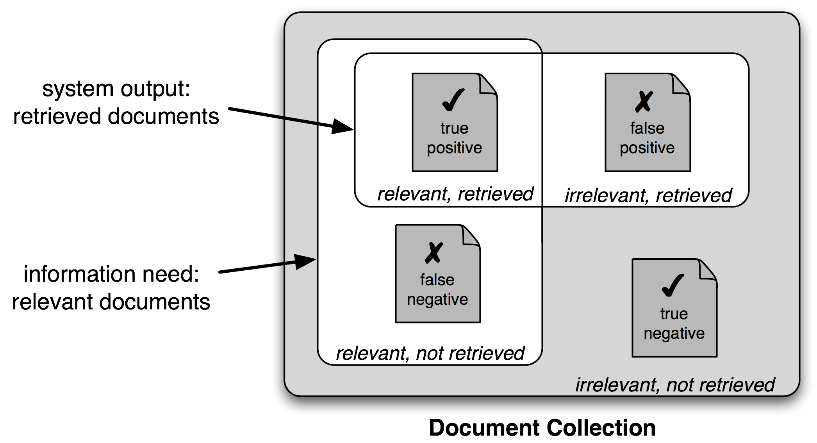 system output:
retrieved documents
✓
true
positive
✗
false
positive
relevant, retrieved
irrelevant, retrieved
information need:
relevant documents
✗
false
negative
✓
true
negative
relevant, not retrieved
irrelevant, not retrieved
Document Collection